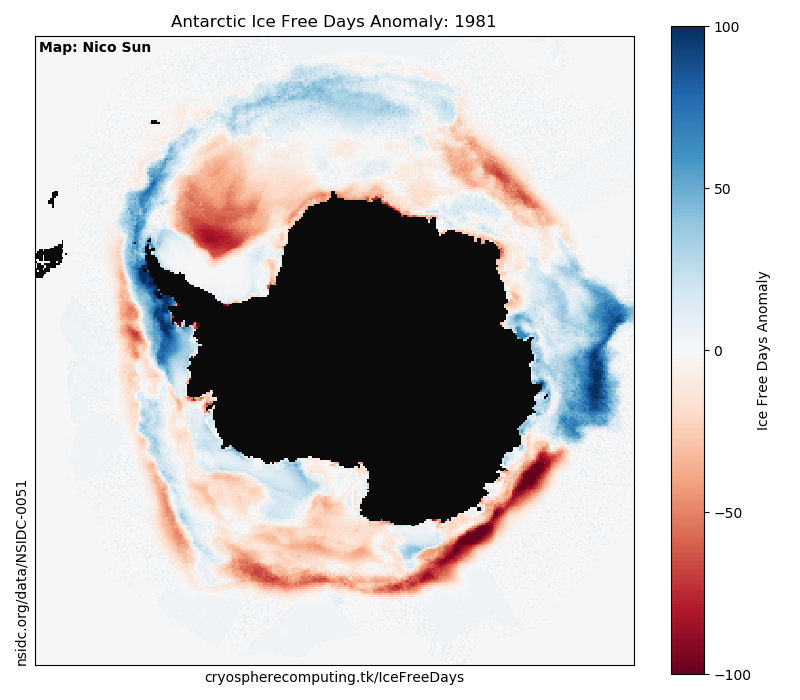 Antarctic Ice Free Days Anomaly: 1981
Map: Nico Sun
100
50
0
−50
−100
Ice Free Days Anomaly
nsidc.org/data/NSIDC-0051
cryospherecomputing.tk/IceFreeDays